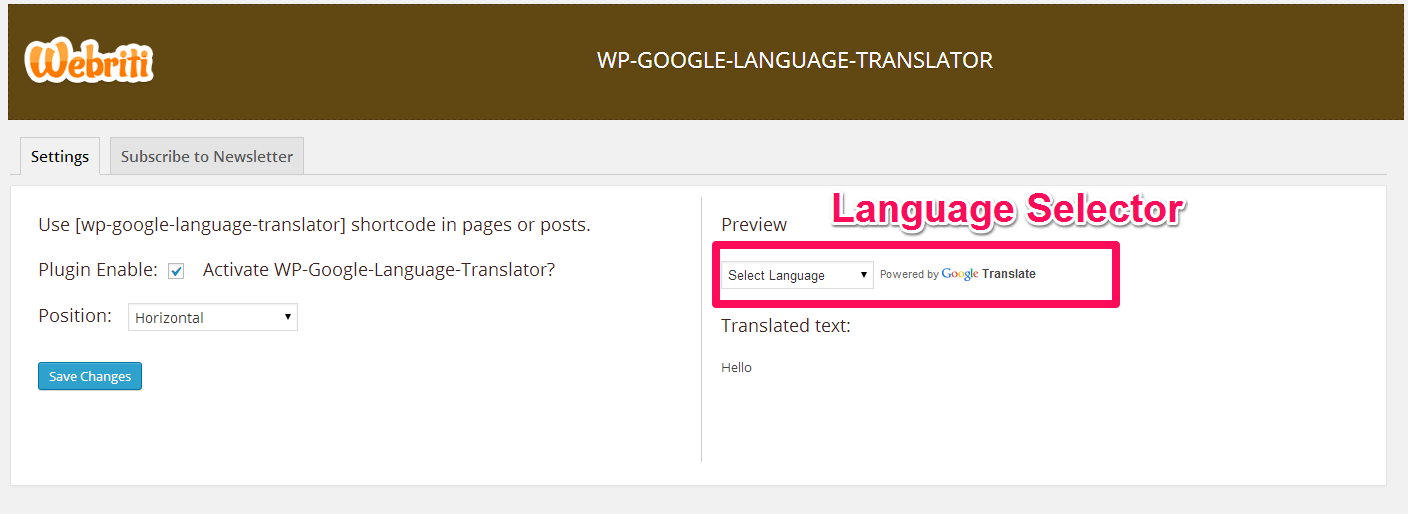 Webriti
WP-GOOGLE-LANGUAGE-TRANSLATOR
Settings
Subscribe to Newsletter
Use [wp-google-language-translator] shortcode in pages or posts.
Plugin Enable: Activate WP-Google-Language-Translator?
Position: Horizontal
Save Changes
Language Selector
Preview
Select Language Powered by Google Translate
Translated text:
Hello